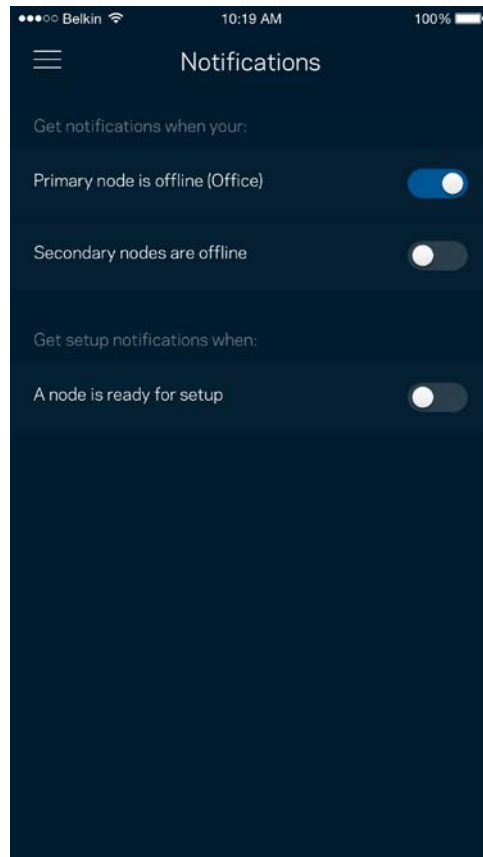 Belkin 10:19 AM 100%
Notifications
Get notifications when your:
Primary node is offline (Office)
Secondary nodes are offline
Get setup notifications when:
A node is ready for setup